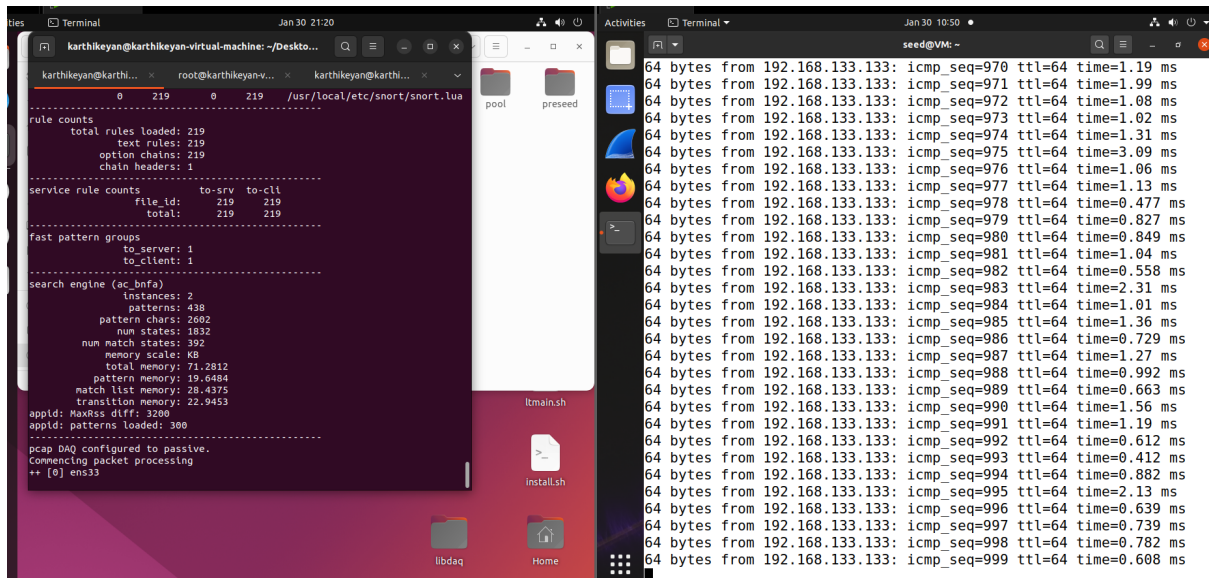 ities Terminal Jan 30 21:20
karthikeyan@karthikeyan-virtual-machine: ~/Deskto...
karthikeyan@karthi... × root@karthikeyan-v... × karthikeyan@karthi... ×
0 219 0 219 /usr/local/etc/snort/snort.lua
--------------------------------------------------
rule counts
total rules loaded: 219
text rules: 219
option chains: 219
chain headers: 1
--------------------------------------------------
service rule counts to-srv to-cli
file_id: 219 219
total: 219 219
--------------------------------------------------
fast pattern groups
to_server: 1
to_client: 1
--------------------------------------------------
search engine (ac_bnfa)
instances: 2
patterns: 438
pattern chars: 2602
num states: 1832
num match states: 392
memory scale: KB
total memory: 71.2812
pattern memory: 19.6484
match list memory: 28.4375
transition memory: 22.9453
appid: MaxRss diff: 3200
appid: patterns loaded: 300
--------------------------------------------------
pcap DAQ configured to passive.
Commencing packet processing
++ [0] ens33
pool preseed
ltmain.sh
install.sh
libdaq Home
Activities Terminal Jan 30 10:50
seed@VM: ~
64 bytes from 192.168.133.133: icmp_seq=970 ttl=64 time=1.19 ms
64 bytes from 192.168.133.133: icmp_seq=971 ttl=64 time=1.99 ms
64 bytes from 192.168.133.133: icmp_seq=972 ttl=64 time=1.08 ms
64 bytes from 192.168.133.133: icmp_seq=973 ttl=64 time=1.02 ms
64 bytes from 192.168.133.133: icmp_seq=974 ttl=64 time=1.31 ms
64 bytes from 192.168.133.133: icmp_seq=975 ttl=64 time=3.09 ms
64 bytes from 192.168.133.133: icmp_seq=976 ttl=64 time=1.06 ms
64 bytes from 192.168.133.133: icmp_seq=977 ttl=64 time=1.13 ms
64 bytes from 192.168.133.133: icmp_seq=978 ttl=64 time=0.477 ms
64 bytes from 192.168.133.133: icmp_seq=979 ttl=64 time=0.827 ms
64 bytes from 192.168.133.133: icmp_seq=980 ttl=64 time=0.849 ms
64 bytes from 192.168.133.133: icmp_seq=981 ttl=64 time=1.04 ms
64 bytes from 192.168.133.133: icmp_seq=982 ttl=64 time=0.558 ms
64 bytes from 192.168.133.133: icmp_seq=983 ttl=64 time=2.31 ms
64 bytes from 192.168.133.133: icmp_seq=984 ttl=64 time=1.01 ms
64 bytes from 192.168.133.133: icmp_seq=985 ttl=64 time=1.36 ms
64 bytes from 192.168.133.133: icmp_seq=986 ttl=64 time=0.729 ms
64 bytes from 192.168.133.133: icmp_seq=987 ttl=64 time=1.27 ms
64 bytes from 192.168.133.133: icmp_seq=988 ttl=64 time=0.992 ms
64 bytes from 192.168.133.133: icmp_seq=989 ttl=64 time=0.663 ms
64 bytes from 192.168.133.133: icmp_seq=990 ttl=64 time=1.56 ms
64 bytes from 192.168.133.133: icmp_seq=991 ttl=64 time=1.19 ms
64 bytes from 192.168.133.133: icmp_seq=992 ttl=64 time=0.612 ms
64 bytes from 192.168.133.133: icmp_seq=993 ttl=64 time=0.412 ms
64 bytes from 192.168.133.133: icmp_seq=994 ttl=64 time=0.882 ms
64 bytes from 192.168.133.133: icmp_seq=995 ttl=64 time=2.13 ms
64 bytes from 192.168.133.133: icmp_seq=996 ttl=64 time=0.639 ms
64 bytes from 192.168.133.133: icmp_seq=997 ttl=64 time=0.739 ms
64 bytes from 192.168.133.133: icmp_seq=998 ttl=64 time=0.782 ms
64 bytes from 192.168.133.133: icmp_seq=999 ttl=64 time=0.608 ms